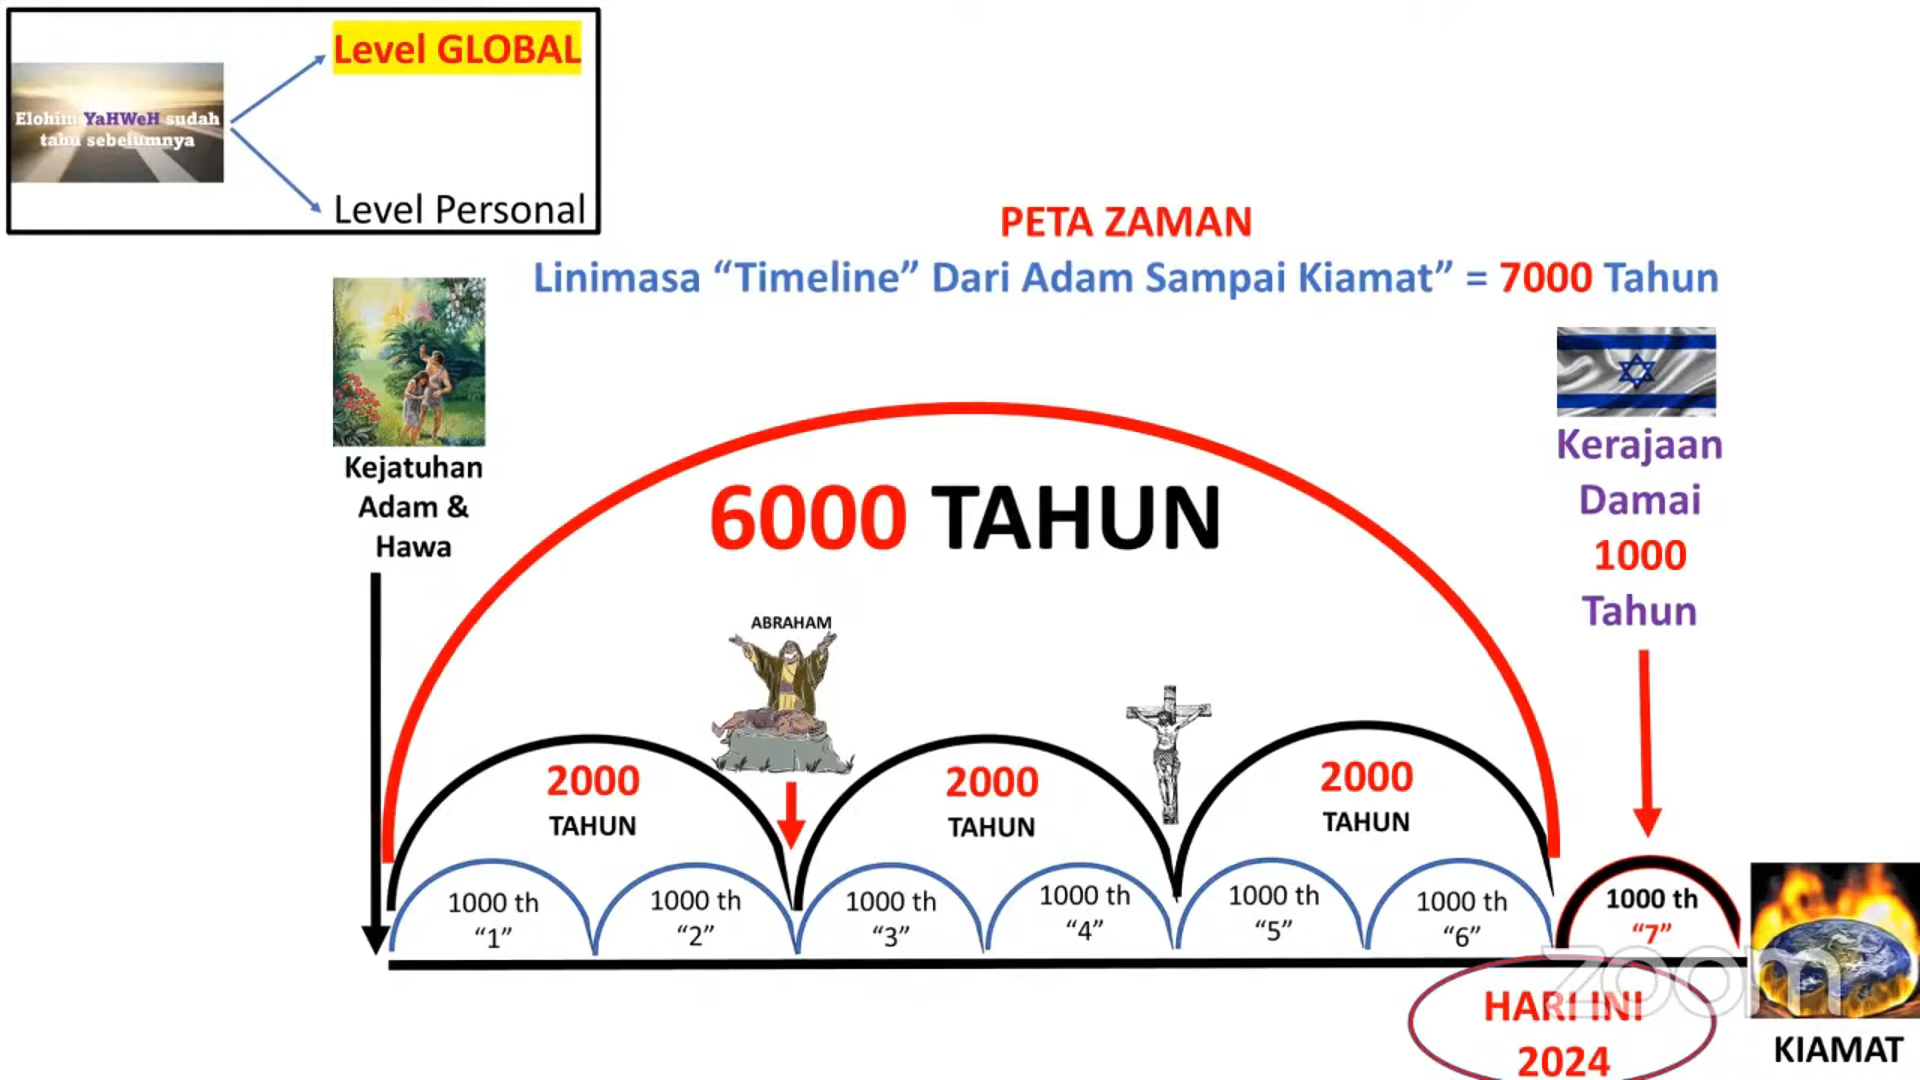 Level GLOBAL
Elohim YaHWeH sudah
tahu sebelumnya
Level Personal
PETA ZAMAN
Linimasa “Timeline” Dari Adam Sampai Kiamat” = 7000 Tahun
Kejatuhan
Adam &
Hawa
6000 TAHUN
Kerajaan
Damai
1000
Tahun
ABRAHAM
2000
TAHUN
2000
TAHUN
2000
TAHUN
1000 th
“1”
1000 th
“2”
1000 th
“3”
1000 th
“4”
1000 th
“5”
1000 th
“6”
1000 th
“7”
zoom
HARI INI
2024
KIAMAT